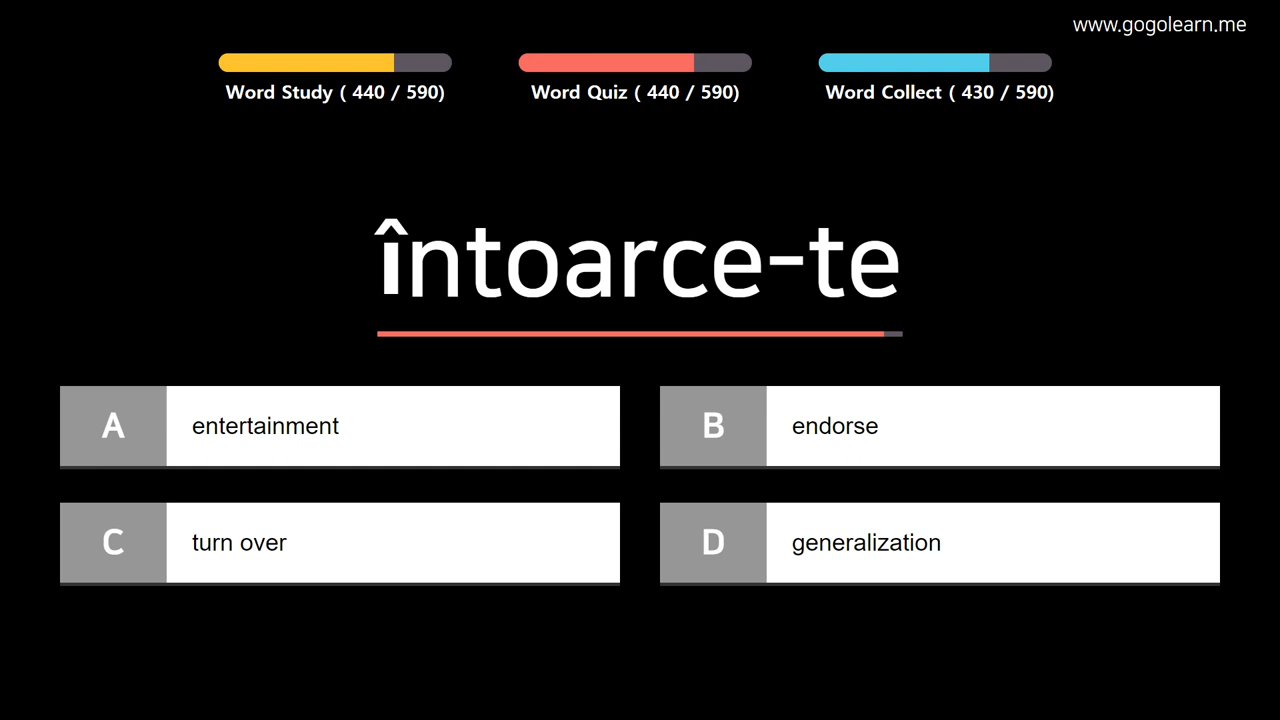 www.gogolearn.me
Word Study ( 440 / 590)
Word Quiz ( 440 / 590)
Word Collect ( 430 / 590)
întoarce-te
A
entertainment
B
endorse
C
turn over
D
generalization